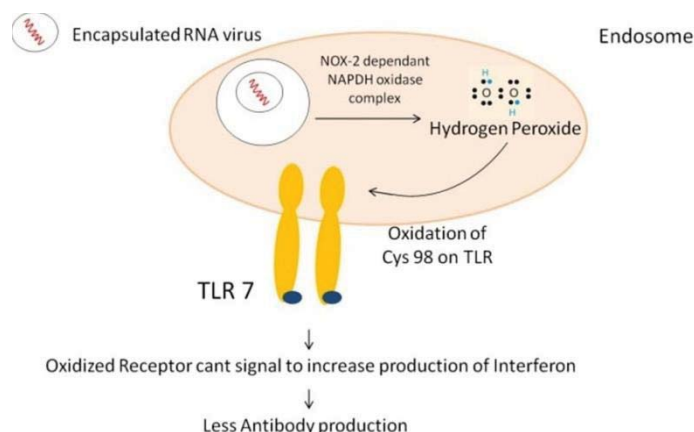 Encapsulated RNA virus
Endosome
NOX-2 dependant
NAPDH oxidase
complex
H
O O
H
Hydrogen Peroxide
Oxidation of
Cys 98 on TLR
TLR 7
Oxidized Receptor cant signal to increase production of Interferon
Less Antibody production